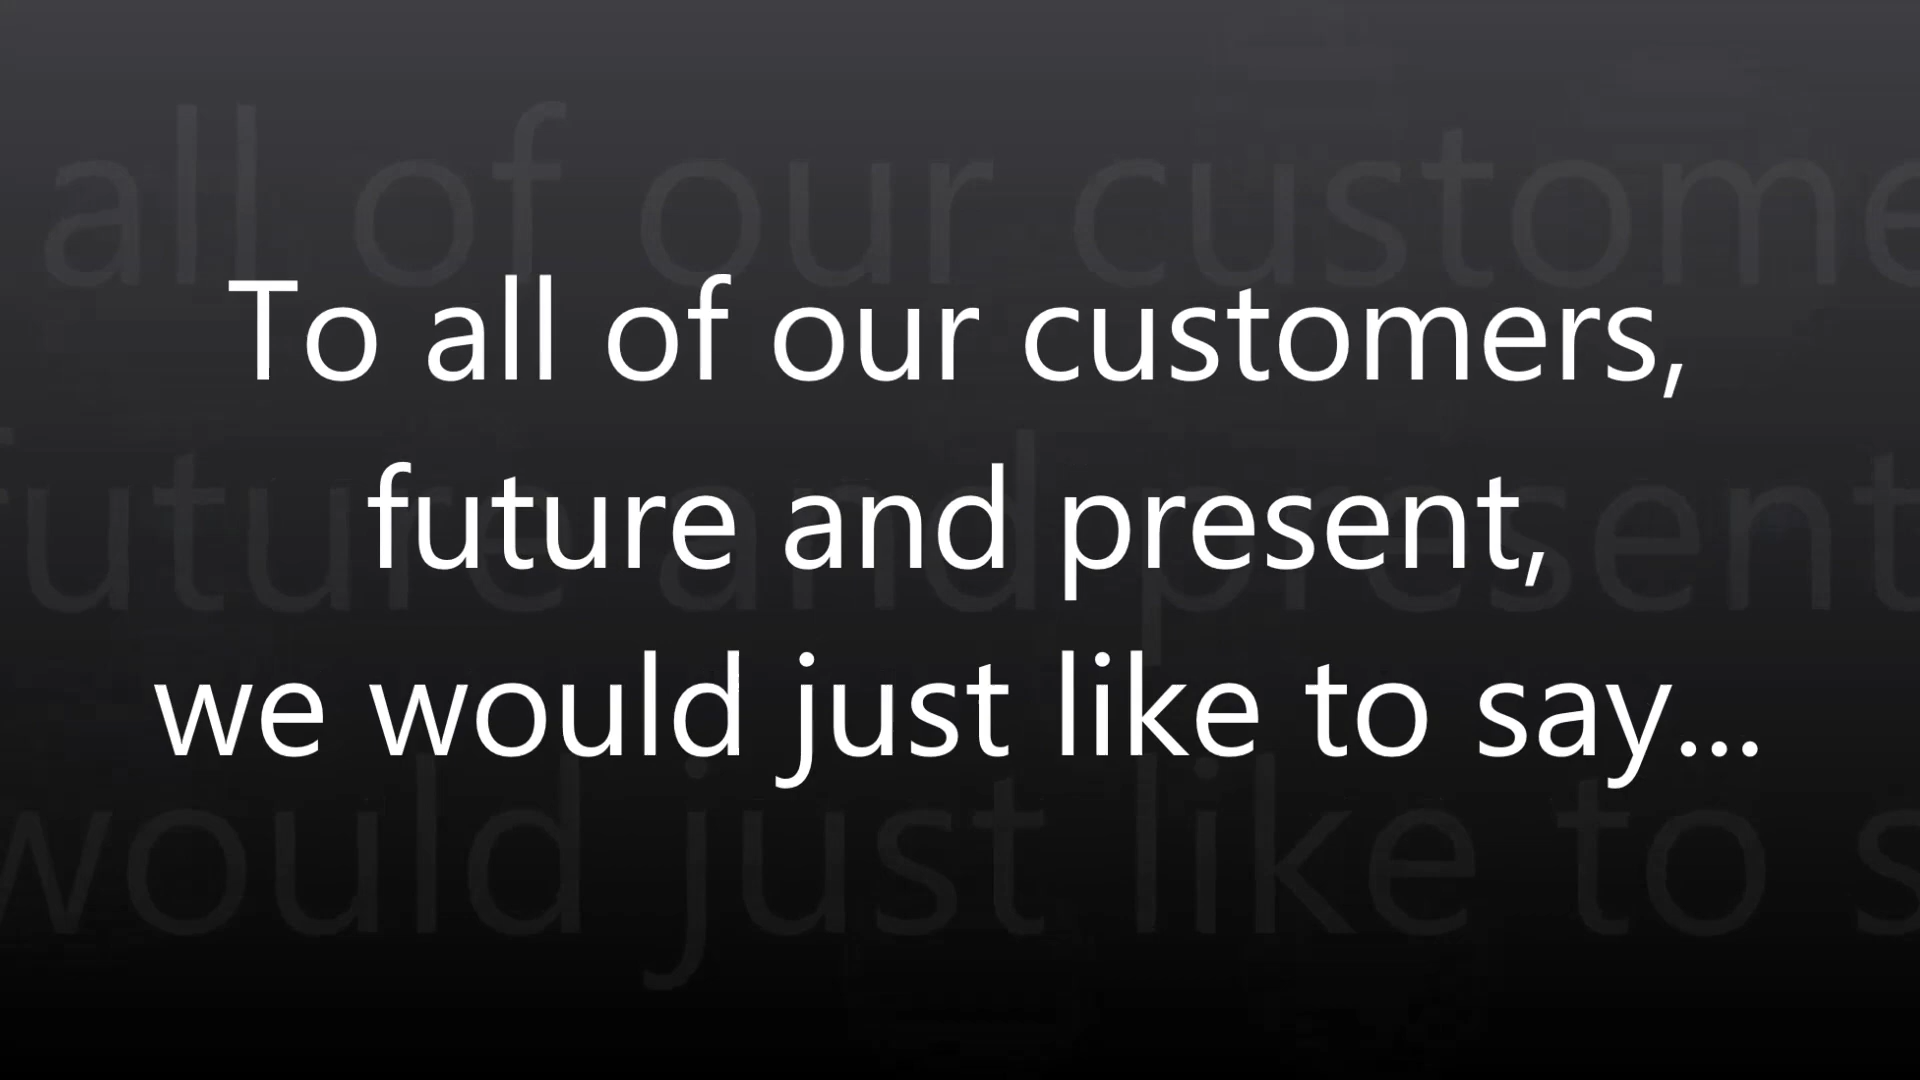 To all of our customers,
future and present,
we would just like to say...